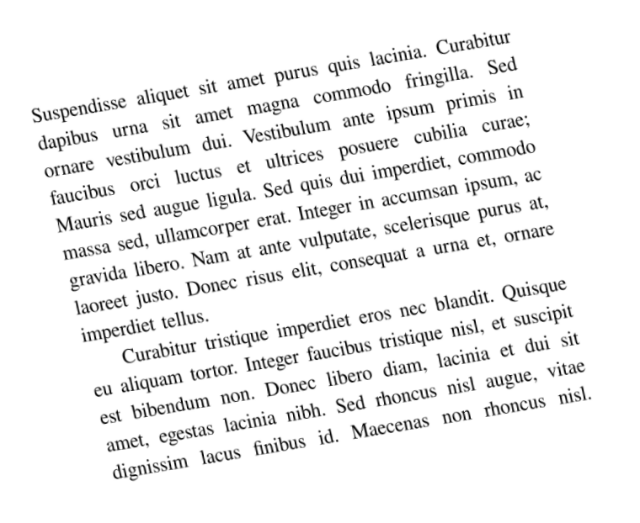 Suspendisse aliquet sit amet purus quis lacinia. Curabitur
dapibus urna sit amet magna commodo fringilla. Sed
ornare vestibulum dui. Vestibulum ante ipsum primis in
faucibus orci luctus et ultrices posuere cubilia curae;
Mauris sed augue ligula. Sed quis dui imperdiet, commodo
massa sed, ullamcorper erat. Integer in accumsan ipsum, ac
gravida libero. Nam at ante vulputate, scelerisque purus at,
laoreet justo. Donec risus elit, consequat a urna et, ornare
imperdiet tellus.
Curabitur tristique imperdiet eros nec blandit. Quisque
eu aliquam tortor. Integer faucibus tristique nisl, et suscipit
est bibendum non. Donec libero diam, lacinia et dui sit
amet, egestas lacinia nibh. Sed rhoncus nisl augue, vitae
dignissim lacus finibus id. Maecenas non rhoncus nisl.